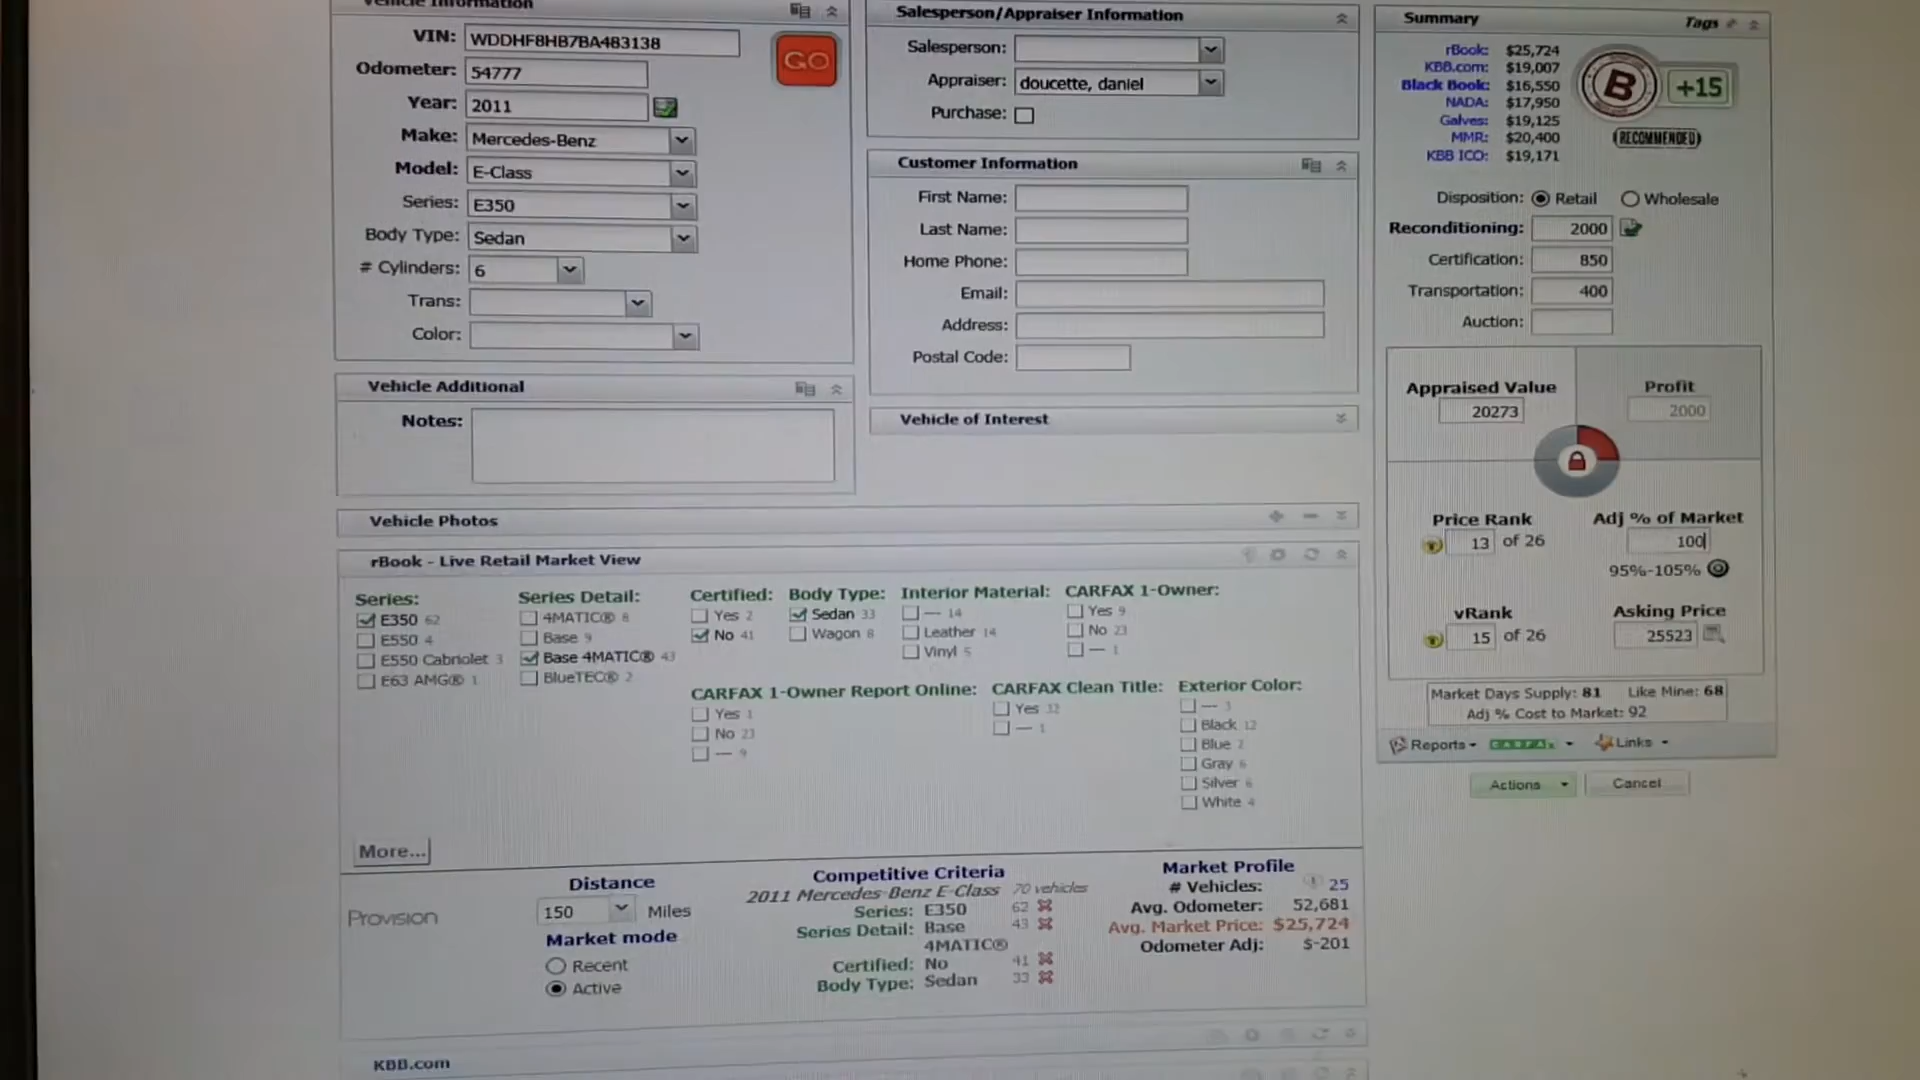 Vehicle Information
VIN: WDDHF8HB7BA483138
GO
Odometer: 54777
Year: 2011
Make: Mercedes-Benz
Model: E-Class
Series: E350
Body Type: Sedan
# Cylinders: 6
Trans:
Color:
Vehicle Additional
Notes:
Salesperson/Appraiser Information
Salesperson:
Appraiser: doucette, daniel
Purchase:
Customer Information
First Name:
Last Name:
Home Phone:
Email:
Address:
Postal Code:
Vehicle of Interest
Vehicle Photos
rBook - Live Retail Market View
Series:
E350 62
E550 4
E550 Cabriolet 3
E63 AMG® 1
Series Detail:
4MATIC® 8
Base 9
Base 4MATIC® 43
BlueTEC® 2
Certified:
Yes 2
No 41
Body Type:
Sedan 33
Wagon 8
Interior Material:
— 14
Leather 14
Vinyl 5
CARFAX 1-Owner:
Yes 9
No 23
— 1
CARFAX 1-Owner Report Online:
Yes 1
No 23
— 9
CARFAX Clean Title:
Yes 32
— 1
Exterior Color:
— 3
Black 12
Blue 2
Gray 6
Silver 6
White 4
More...
Provision
Distance
150 Miles
Market mode
Recent
Active
Competitive Criteria
2011 Mercedes-Benz E-Class 70 vehicles
Series: E350 62
Series Detail: Base 43
4MATIC®
Certified: No 41
Body Type: Sedan 33
Market Profile
# Vehicles: 25
Avg. Odometer: 52,681
Avg. Market Price: $25,724
Odometer Adj: $-201
KBB.com
Summary Tags
rBook: $25,724
KBB.com: $19,007
Black Book: $16,550
NADA: $17,950
Galves: $19,125
MMR: $20,400
KBB ICO: $19,171
B +15
RECOMMENDED
Disposition: Retail Wholesale
Reconditioning: 2000
Certification: 850
Transportation: 400
Auction:
Appraised Value
20273
Profit
2000
Price Rank
13 of 26
Adj % of Market
100
95%-105%
vRank
15 of 26
Asking Price
25523
Market Days Supply: 81 Like Mine: 68
Adj % Cost to Market: 92
Reports CARFAX Links
Actions Cancel